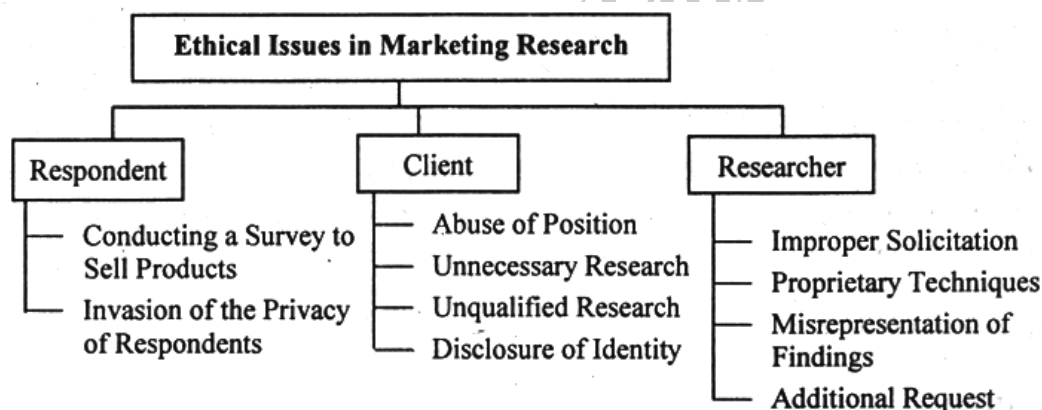 Ethical Issues in Marketing Research
Respondent
Conducting a Survey to
Sell Products
Invasion of the Privacy
of Respondents
Client
Abuse of Position
Unnecessary Research
Unqualified Research
Disclosure of Identity
Researcher
Improper Solicitation
Proprietary Techniques
Misrepresentation of
Findings
Additional Request